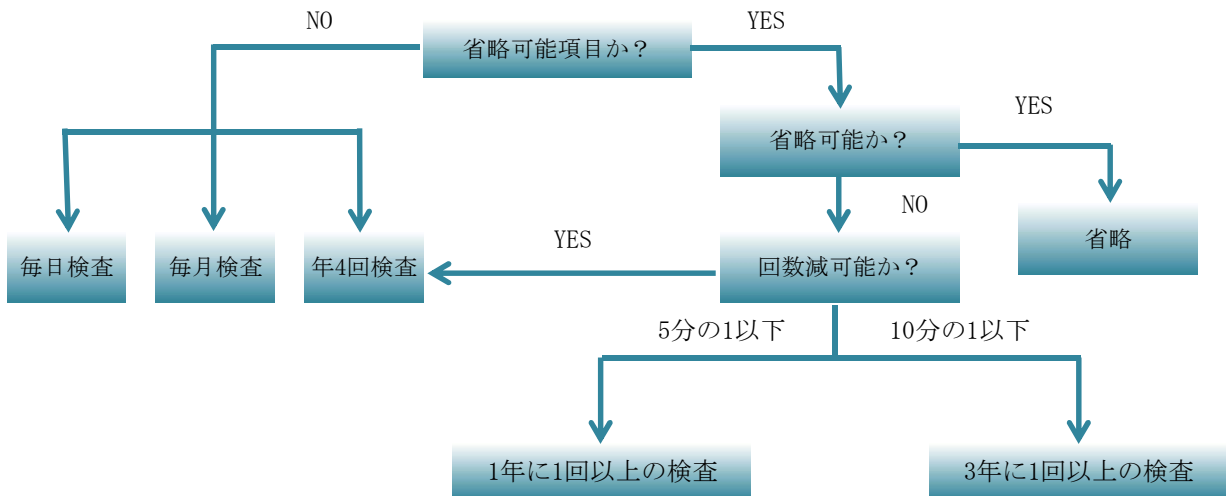 NO
省略可能項目か？
YES
省略可能か？
YES
NO
省略
毎日検査
毎月検査
年4回検査
YES
回数減可能か？
5分の1以下
10分の1以下
1年に1回以上の検査
3年に1回以上の検査